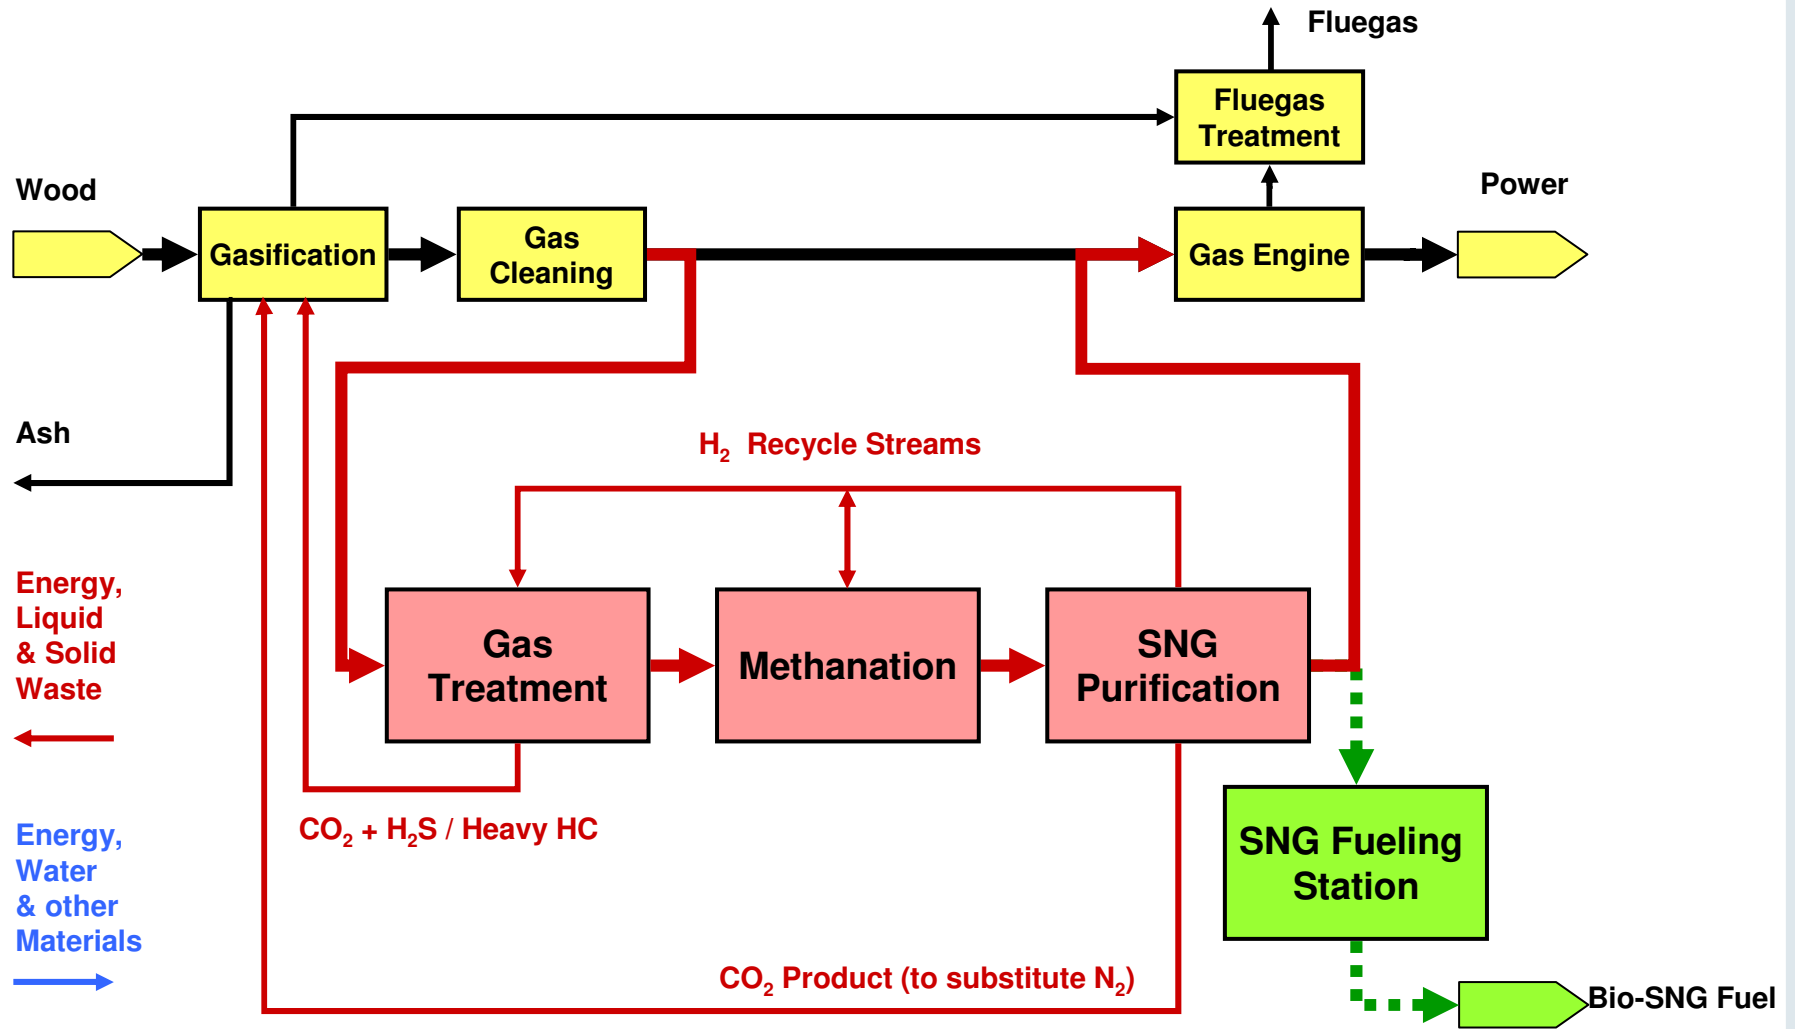 Fluegas
Fluegas
Treatment
Wood
Power
Gasification
Gas
Cleaning
Gas Engine
Ash
H₂ Recycle Streams
Energy,
Liquid
& Solid
Waste
Gas
Treatment
Methanation
SNG
Purification
CO₂ + H₂S / Heavy HC
Energy,
Water
& other
Materials
SNG Fueling
Station
CO₂ Product (to substitute N₂)
Bio-SNG Fuel